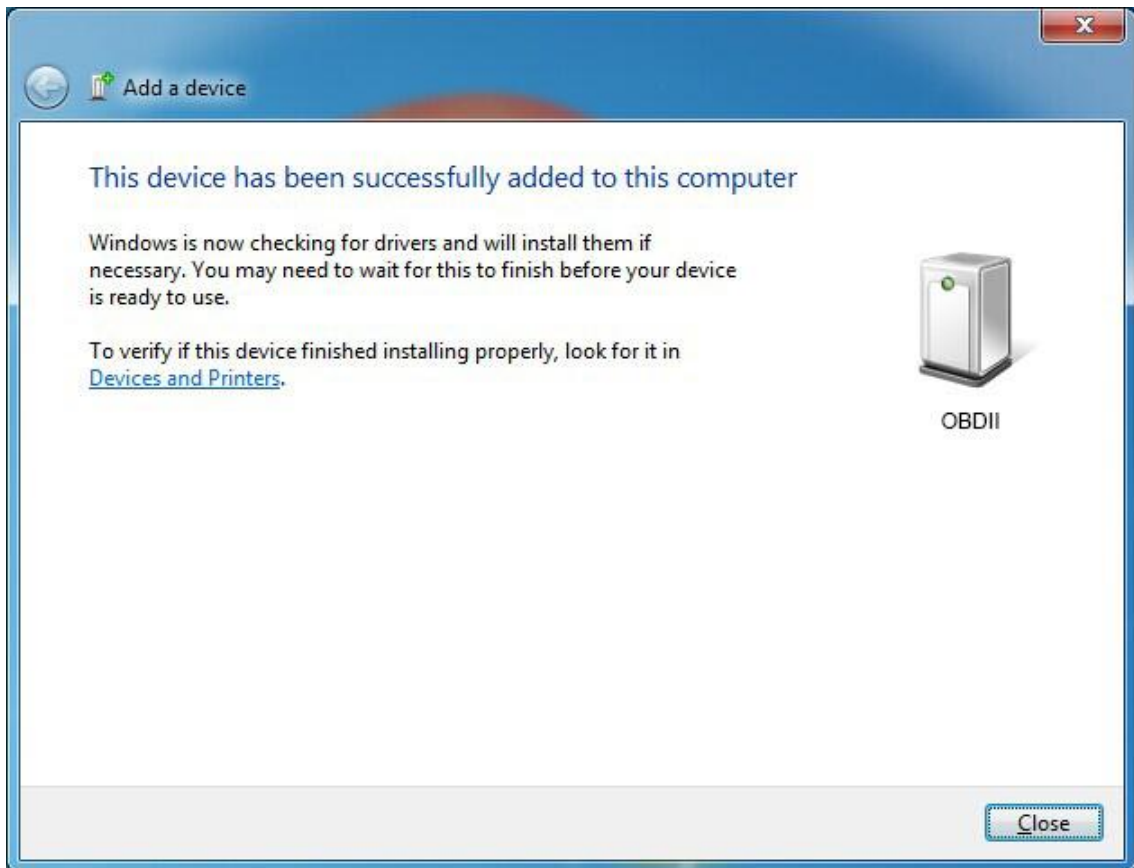 Add a device
This device has been successfully added to this computer
Windows is now checking for drivers and will install them if
necessary. You may need to wait for this to finish before your device
is ready to use.
To verify if this device finished installing properly, look for it in
Devices and Printers.
OBDII
Close